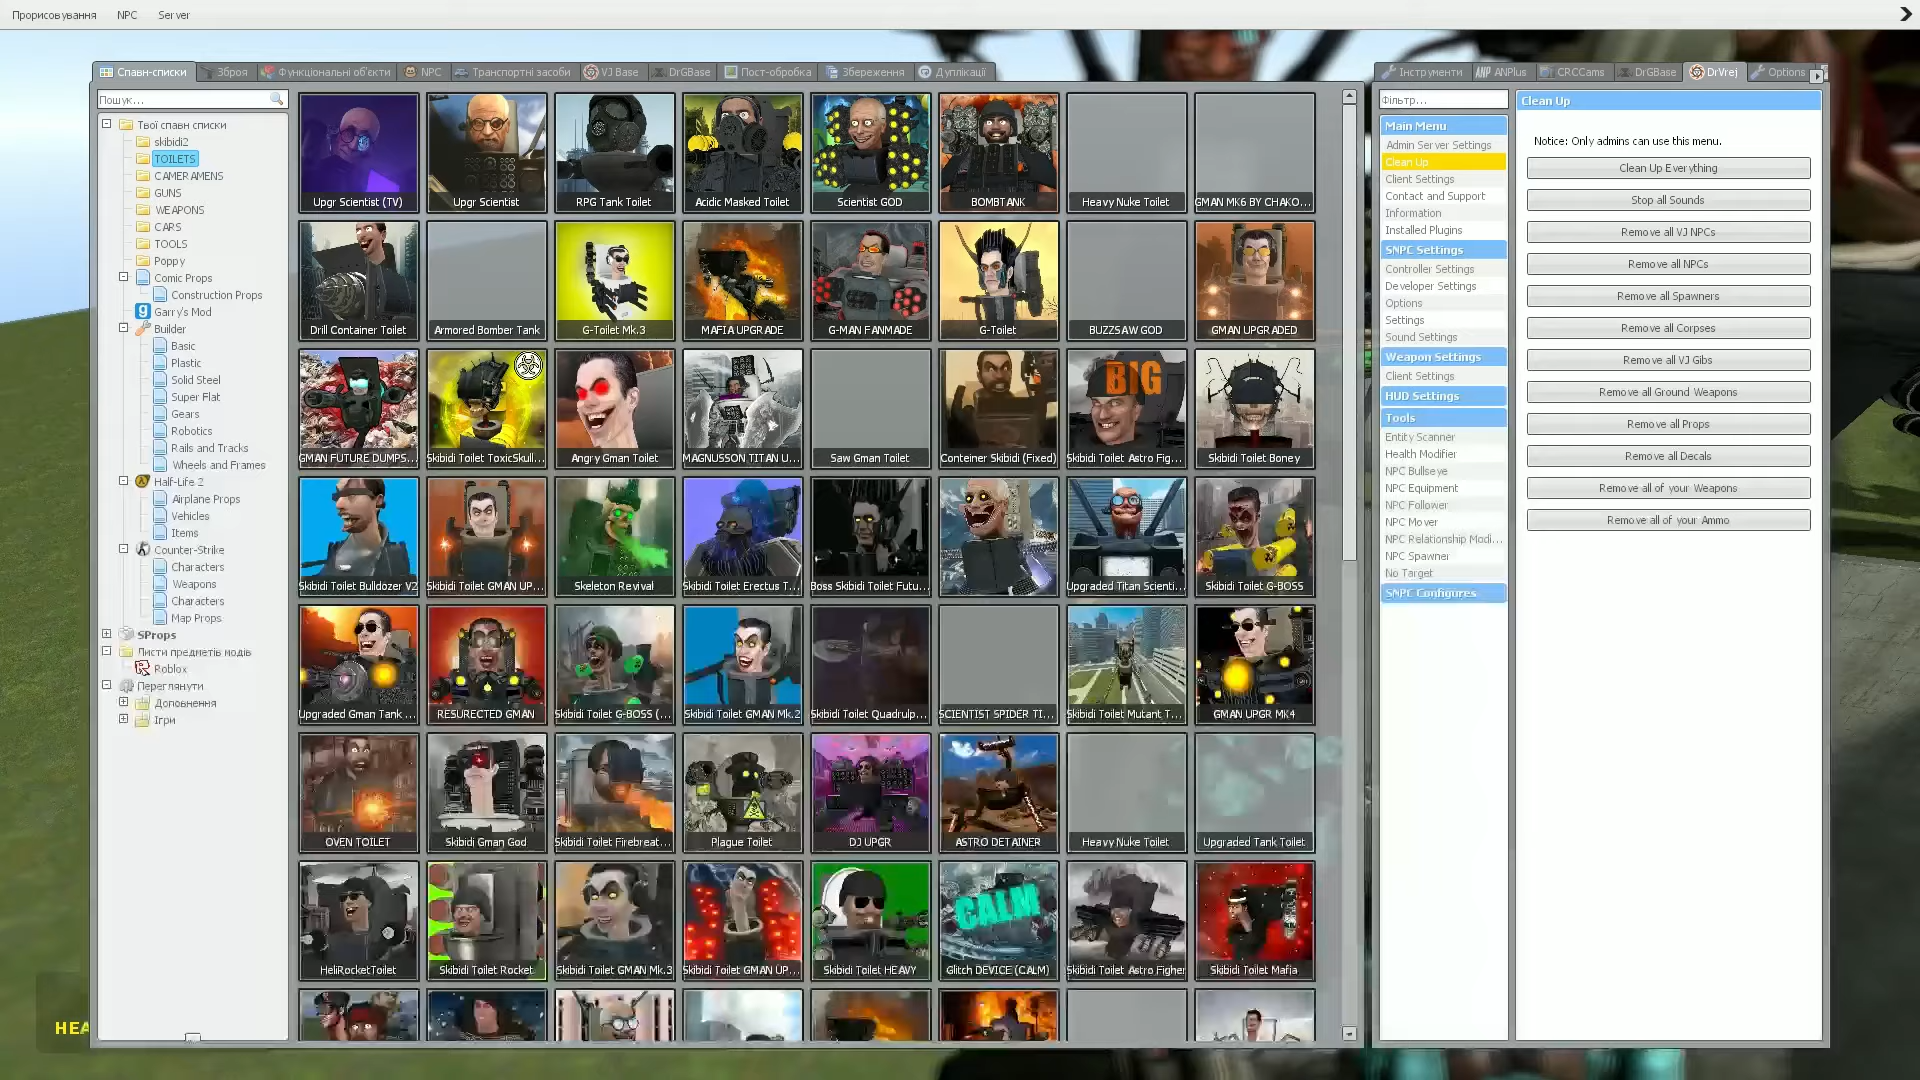 Прорисовування NPC Server
Спавн-списки Зброя Функціональні об'єкти NPC Транспортні засоби VJ Base DrGBase Пост-обробка Збереження Дуплікації
Інструменти ANPlus CRCCams DrGBase DrVrej Options
Пошук...
Твої спавн списки
skibidi2
TOILETS
CAMERAMENS
GUNS
WEAPONS
CARS
TOOLS
Poppy
Comic Props
Construction Props
Garry's Mod
Builder
Basic
Plastic
Solid Steel
Super Flat
Gears
Robotics
Rails and Tracks
Wheels and Frames
Half-Life 2
Airplane Props
Vehicles
Items
Counter-Strike
Characters
Weapons
Characters
Map Props
SProps
Листи предметів модів
Roblox
Переглянути
Доповнення
Ігри
Upgr Scientist (TV) Upgr Scientist RPG Tank Toilet Acidic Masked Toilet Scientist GOD BOMBTANK Heavy Nuke Toilet GMAN MK6 BY CHAKO...
Drill Container Toilet Armored Bomber Tank G-Toilet Mk.3 MAFIA UPGRADE G-MAN FANMADE G-Toilet BUZZSAW GOD GMAN UPGRADED
BIG
GMAN FUTURE DUMPS... Skibidi Toilet ToxicSkull... Angry Gman Toilet MAGNUSSON TITAN U... Saw Gman Toilet Conteiner Skibidi (Fixed) Skibidi Toilet Astro Fig... Skibidi Toilet Boney
Skibidi Toilet Bulldozer V2 Skibidi Toilet GMAN UP... Skeleton Revival Skibidi Toilet Erectus T... Boss Skibidi Toilet Futu... Upgraded Titan Scienti... Skibidi Toilet G-BOSS
Upgraded Gman Tank ... RESURECTED GMAN Skibidi Toilet G-BOSS (... Skibidi Toilet GMAN Mk.2 Skibidi Toilet Quadrulp... SCIENTIST SPIDER TI... Skibidi Toilet Mutant T... GMAN UPGR MK4
OVEN TOILET Skibidi Gman God Skibidi Toilet Firebreat... Plague Toilet DJ UPGR ASTRO DETAINER Heavy Nuke Toilet Upgraded Tank Toilet
CALM
HeliRocketToilet Skibidi Toilet Rocket Skibidi Toilet GMAN Mk.3 Skibidi Toilet GMAN UP... Skibidi Toilet HEAVY Glitch DEVICE (CALM) Skibidi Toilet Astro Figher Skibidi Toilet Mafia
HEA
Фільтр...
Main Menu
Admin Server Settings
Clean Up
Client Settings
Contact and Support
Information
Installed Plugins
SNPC Settings
Controller Settings
Developer Settings
Options
Settings
Sound Settings
Weapon Settings
Client Settings
HUD Settings
Tools
Entity Scanner
Health Modifier
NPC Bullseye
NPC Equipment
NPC Follower
NPC Mover
NPC Relationship Modi...
NPC Spawner
No Target
SNPC Configures
Clean Up
Notice: Only admins can use this menu.
Clean Up Everything
Stop all Sounds
Remove all VJ NPCs
Remove all NPCs
Remove all Spawners
Remove all Corpses
Remove all VJ Gibs
Remove all Ground Weapons
Remove all Props
Remove all Decals
Remove all of your Weapons
Remove all of your Ammo